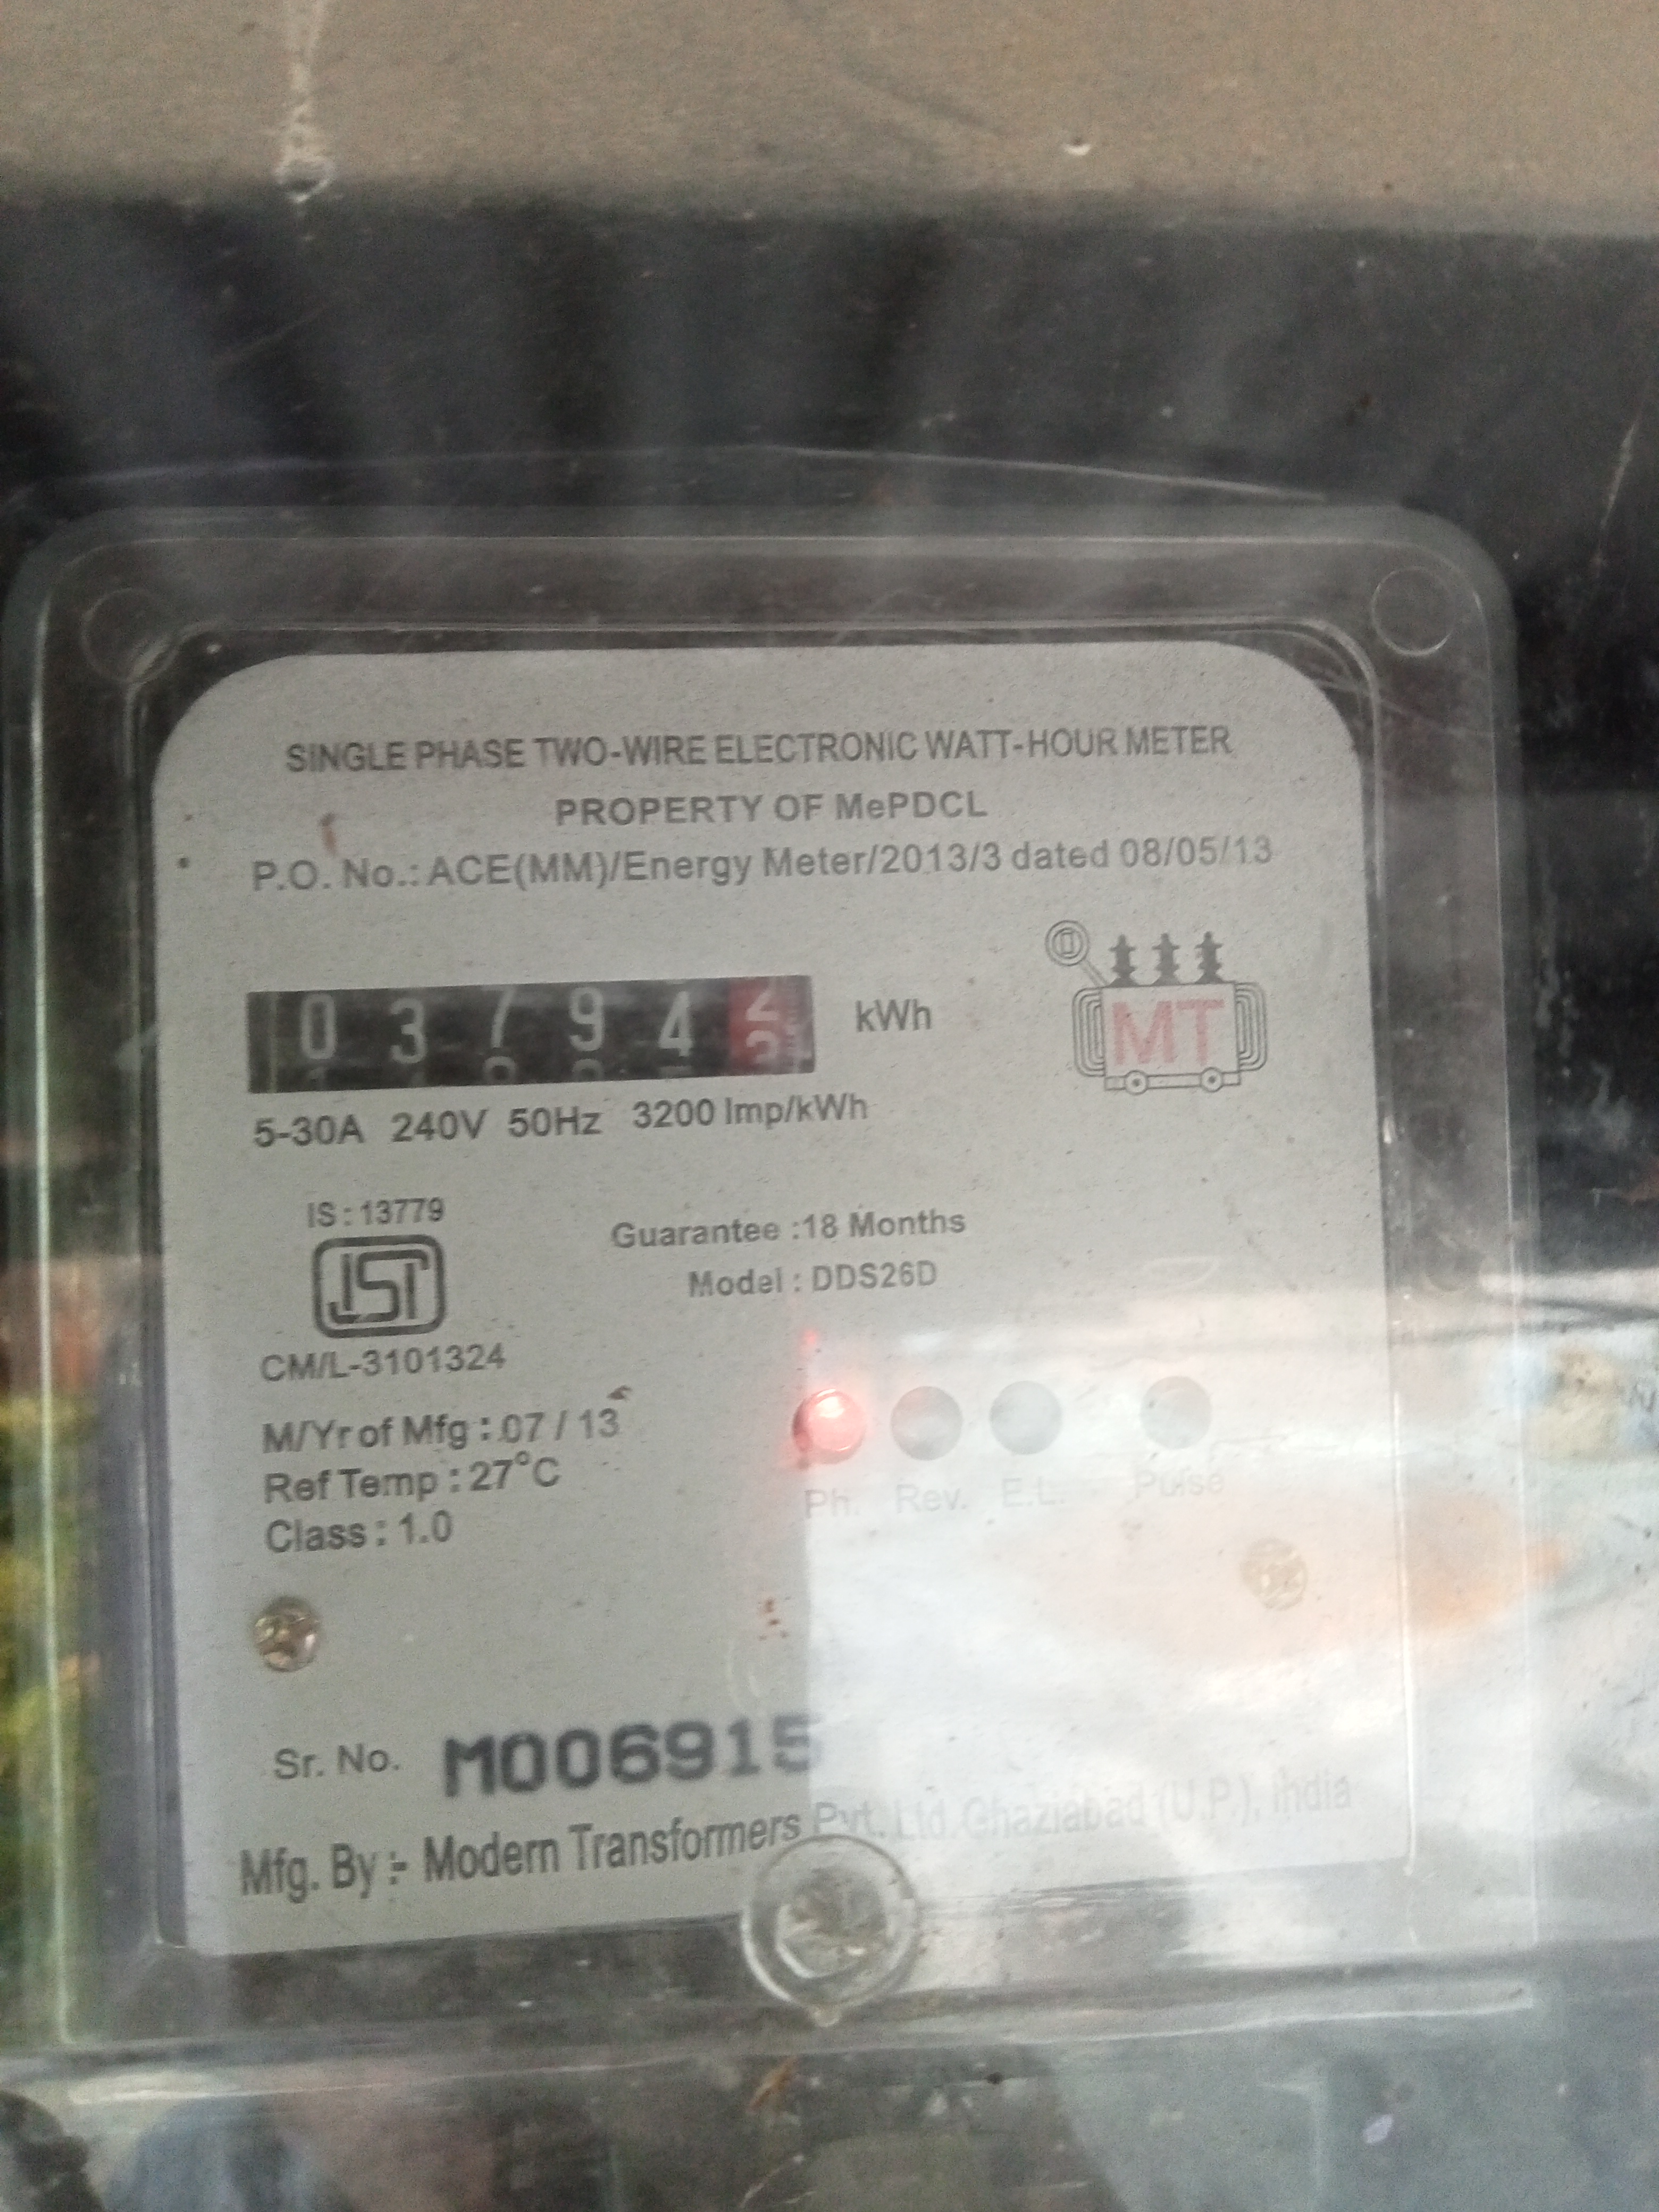 SINGLE PHASE TWO-WIRE ELECTRONIC WATT-HOUR METER
PROPERTY OF MePDCL
P.O. No.: ACE(MM)/Energy Meter/2013/3 dated 08/05/13
0 3 7 9 4 2 kWh
MT
5-30A 240V 50Hz 3200 Imp/kWh
IS : 13779
ISI
CM/L-3101324
Guarantee :18 Months
Model : DDS26D
M/Yr of Mfg : 07 / 13
Ref Temp : 27°C
Class : 1.0
Ph. Rev. E.L. Pulse
Sr. No. M006915
Mfg. By :- Modern Transformers Pvt. Ltd. Ghaziabad (U.P.), India